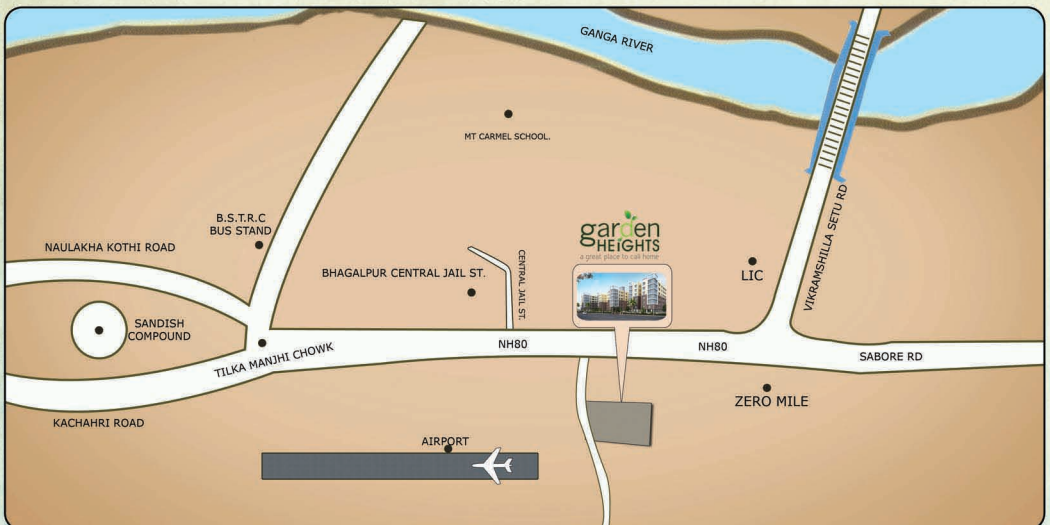 GANGA RIVER
MT CARMEL SCHOOL.
B.S.T.R.C
BUS STAND
NAULAKHA KOTHI ROAD
garden
HEIGHTS
a great place to call home
VIKRAMSHILLA SETU RD
BHAGALPUR CENTRAL JAIL ST.
CENTRAL JAIL ST.
LIC
SANDISH
COMPOUND
TILKA MANJHI CHOWK
NH80
NH80
SABORE RD
ZERO MILE
KACHAHRI ROAD
AIRPORT